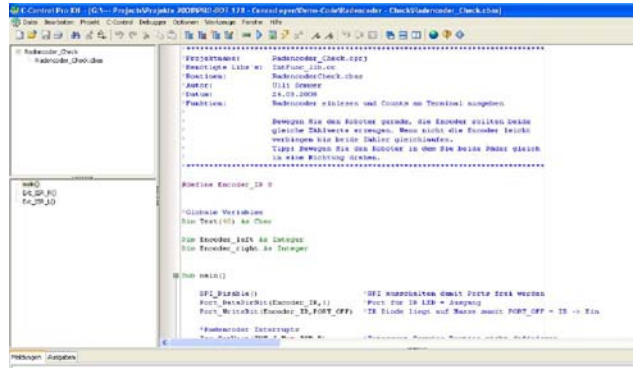 Datei Bearbeiten Projekt C-Control Debugger Optionen Werkzeuge Fenster Hilfe
Radencoder_Check
Radencoder_Check.cbas
main()
Ext_ISR_R()
Ext_ISR_L()
'Projektname: Radencoder_Check.cprj
'Benötigte Libs's: IntFunc_lib.cc
'Routinen: RadencoderCheck.cbas
'Autor: Ulli Sommer
'Datum: 26.03.2008
'Funktion: Radencoder einlesen und Counts am Terminal ausgeben
Bewegen Sie den Roboter gerade, die Encoder sollten beide
gleiche Zählwerte erzeugen. Wenn nicht die Encoder leicht
verbiegen bis beide Zähler gleichlaufen.
Tipp: Bewegen Sie den Roboter in dem Sie beide Räder gleich
in eine Richtung drehen.
#define Encoder_IR
'Globale Variablen
Dim Text(40) As Char
Dim Encoder_left As Integer
Dim Encoder_right As Integer
Sub main()
SPI_Disable() 'SPI ausschalten damit Ports frei werden
Port_DataDirBit(Encoder_IR,1) 'Port für IR LED = Ausgang
Port_WriteBit(Encoder_IR,PORT_OFF) 'IR Diode liegt auf Masse somit PORT_OFF = IR -> Ein
'Radencoder Interrupts
Meldungen Ausgaben